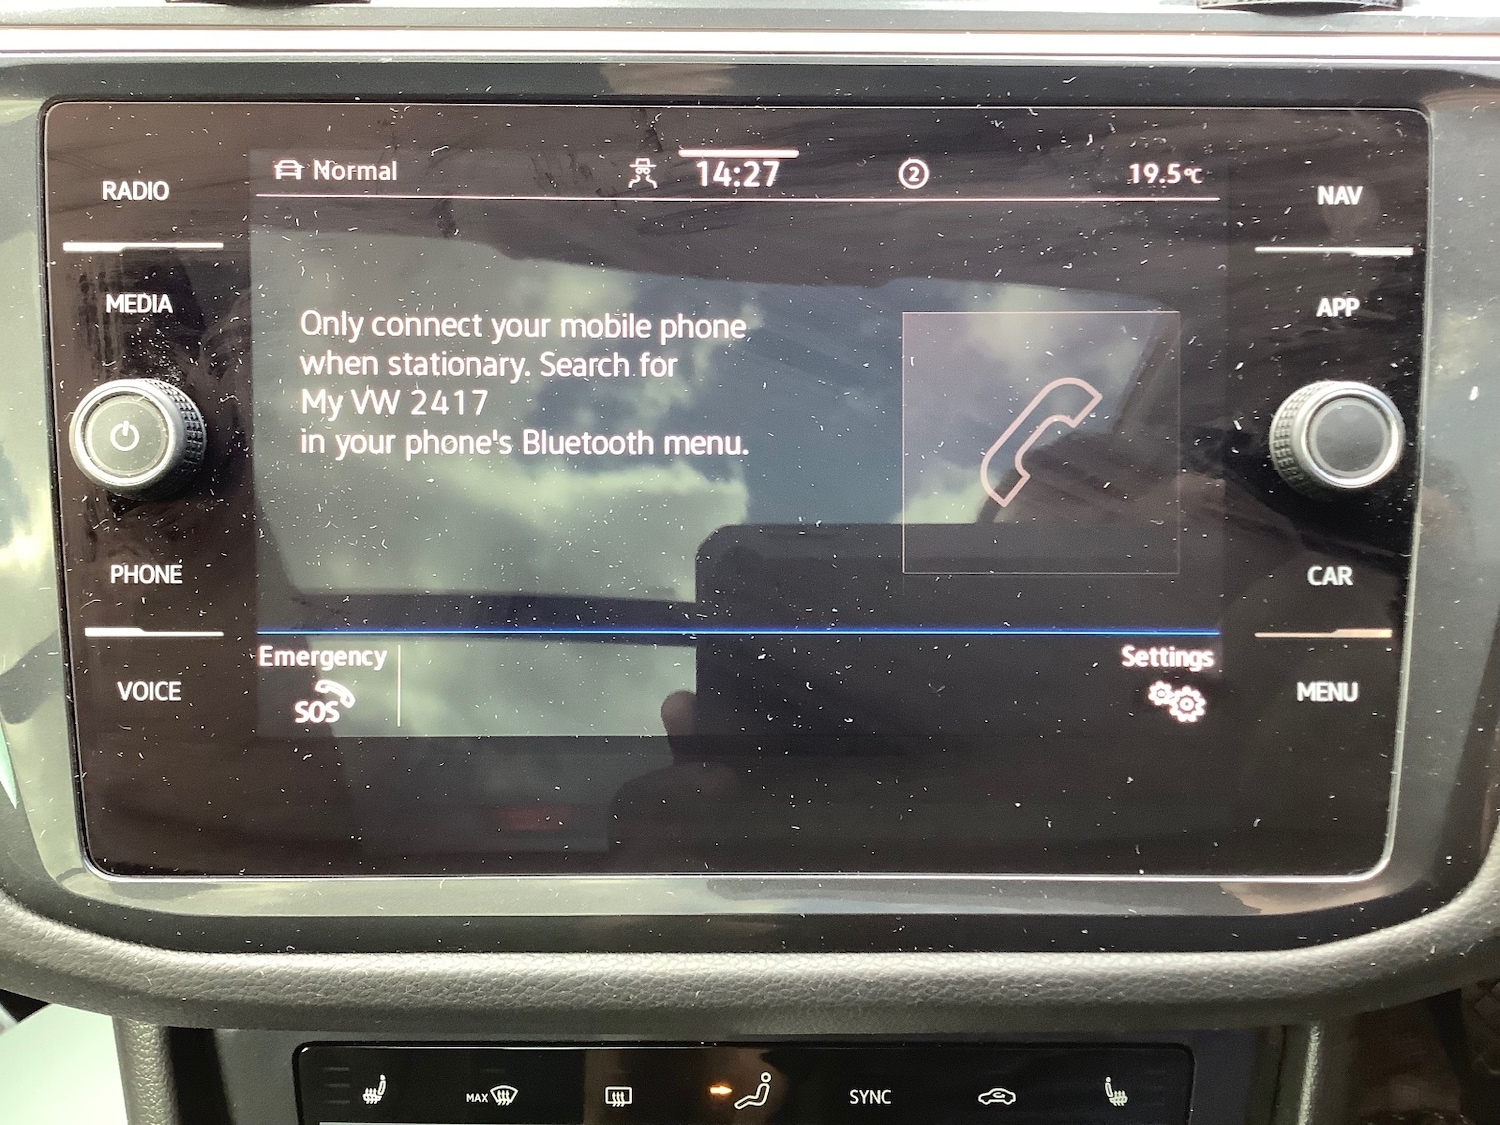 Normal
14:27
2
19.5°C
RADIO
NAV
MEDIA
APP
Only connect your mobile phone
when stationary. Search for
My VW 2417
in your phone's Bluetooth menu.
PHONE
CAR
Emergency
Settings
SOS
VOICE
MENU
MAX
SYNC